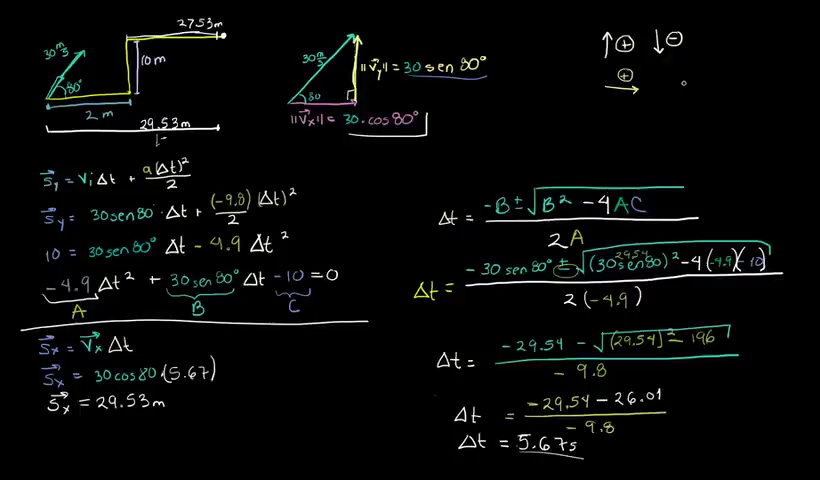 27.53m
30 m/s
10m
80°
2 m
29.53m
30 m/s
80
||V⃗y|| = 30 sen 80°
||V⃗x|| = 30·cos80°
↑ + ↓ -
+
→
S⃗y = Vi Δt + a(Δt)²/2
S⃗y = 30sen80° · Δt + (-9.8)/2 (Δt)²
10 = 30sen80° Δt - 4.9 Δt²
-4.9 Δt² + 30sen80° Δt -10 = 0
A B C
S⃗x = V⃗x Δt
S⃗x = 30cos80·(5.67)
S⃗x = 29.53m
Δt = (-B ± √(B² - 4AC)) / 2A
29.54
Δt = (-30 sen 80° ± √((30sen80)² - 4(-4.9)(-10))) / 2(-4.9)
Δt = (-29.54 - √((29.54)² - 196)) / -9.8
Δt = (-29.54 - 26.01) / -9.8
Δt = 5.67s